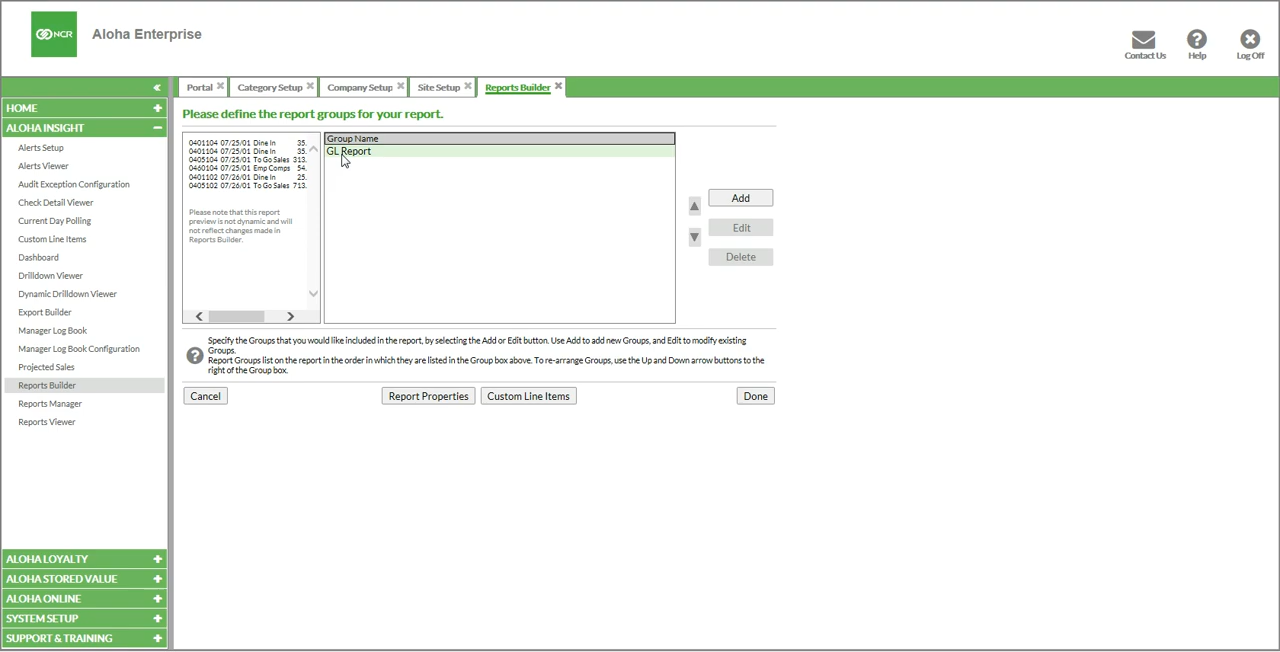 NCR
Aloha Enterprise
Contact Us
Help
Log Off
«
Portal
Category Setup
Company Setup
Site Setup
Reports Builder
HOME
ALOHA INSIGHT
Alerts Setup
Alerts Viewer
Audit Exception Configuration
Check Detail Viewer
Current Day Polling
Custom Line Items
Dashboard
Drilldown Viewer
Dynamic Drilldown Viewer
Export Builder
Manager Log Book
Manager Log Book Configuration
Projected Sales
Reports Builder
Reports Manager
Reports Viewer
ALOHA LOYALTY
ALOHA STORED VALUE
ALOHA ONLINE
SYSTEM SETUP
SUPPORT & TRAINING
Please define the report groups for your report.
0401104 07/25/01 Dine In 35.
0401104 07/25/01 Dine In 35.
0405104 07/25/01 To Go Sales 313.
0460104 07/25/01 Emp Comps 54.
0401102 07/26/01 Dine In 25.
0405102 07/26/01 To Go Sales 713.
Please note that this report
preview is not dynamic and will
not reflect changes made in
Reports Builder.
Group Name
GL Report
Add
Edit
Delete
Specify the Groups that you would like included in the report, by selecting the Add or Edit button. Use Add to add new Groups, and Edit to modify existing
Groups.
Report Groups list on the report in the order in which they are listed in the Group box above. To re-arrange Groups, use the Up and Down arrow buttons to the
right of the Group box.
Cancel
Report Properties
Custom Line Items
Done